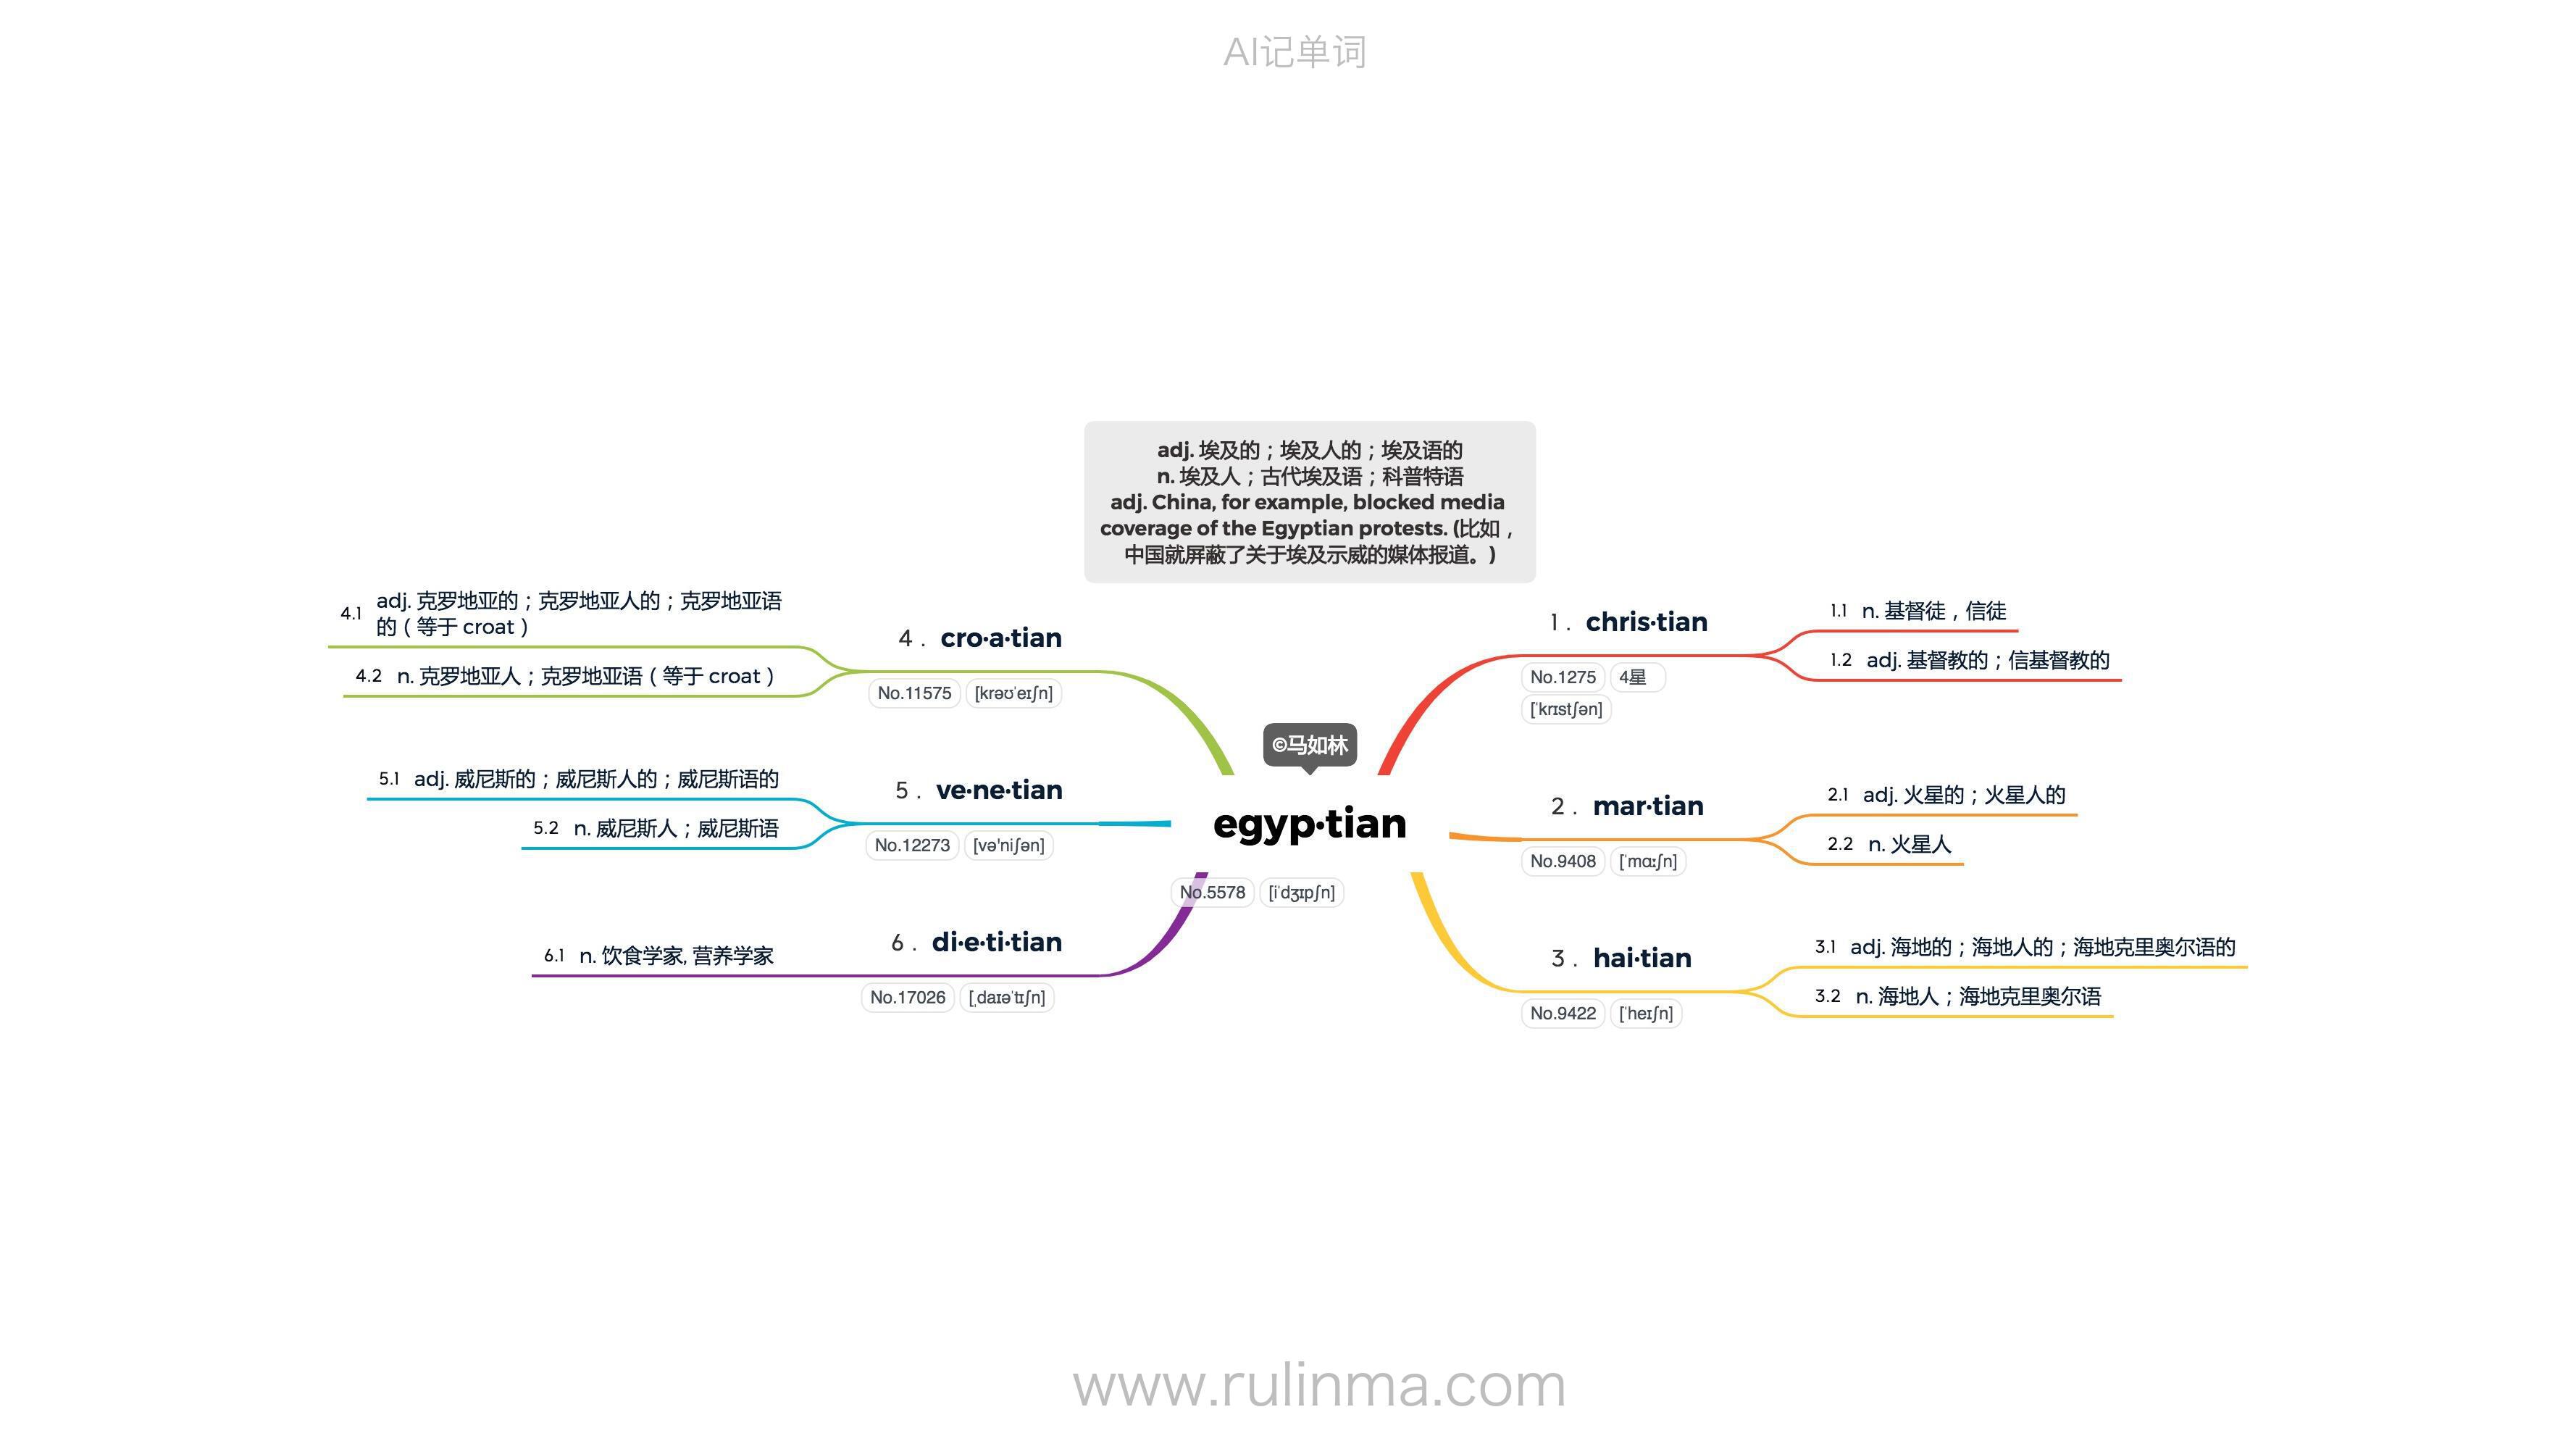 AI记单词
adj. 埃及的；埃及人的；埃及语的
n. 埃及人；古代埃及语；科普特语
adj. China, for example, blocked media
coverage of the Egyptian protests. (比如，
中国就屏蔽了关于埃及示威的媒体报道。)
©马如林
egyp·tian
No.5578 [iˈdʒɪpʃn]
1 . chris·tian
No.1275 4星
[ˈkrɪstʃən]
1.1 n. 基督徒，信徒
1.2 adj. 基督教的；信基督教的
2 . mar·tian
No.9408 [ˈmɑːʃn]
2.1 adj. 火星的；火星人的
2.2 n. 火星人
3 . hai·tian
No.9422 [ˈheɪʃn]
3.1 adj. 海地的；海地人的；海地克里奥尔语的
3.2 n. 海地人；海地克里奥尔语
4 . cro·a·tian
No.11575 [krəʊˈeɪʃn]
4.1 adj. 克罗地亚的；克罗地亚人的；克罗地亚语
的（等于 croat）
4.2 n. 克罗地亚人；克罗地亚语（等于 croat）
5 . ve·ne·tian
No.12273 [və'niʃən]
5.1 adj. 威尼斯的；威尼斯人的；威尼斯语的
5.2 n. 威尼斯人；威尼斯语
6 . di·e·ti·tian
No.17026 [ˌdaɪəˈtɪʃn]
6.1 n. 饮食学家, 营养学家
www.rulinma.com